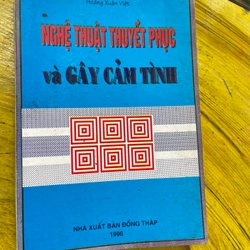 Hoàng Xuân Việt
NGHỆ THUẬT THUYẾT PHỤC
và GÂY CẢM TÌNH
NHÀ XUẤT BẢN ĐỒNG THÁP
1996